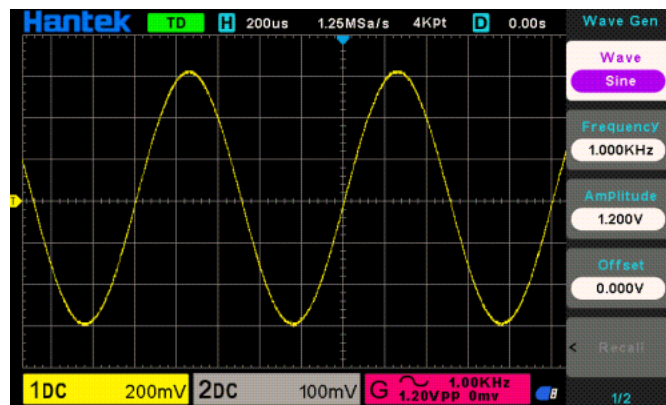 Hantek TD H 200us 1.25MSa/s 4KPt D 0.00s
Wave Gen
Wave
Sine
Frequency
1.000KHz
Amplitude
1.200V
Offset
0.000V
< Recall
T
1DC 200mV 2DC 100mV G 1.00KHz
1.20VPP 0mv
1/2